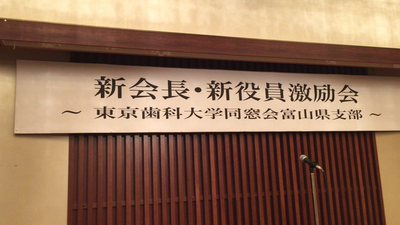 新会長・新役員激励会
～ 東京歯科大学同窓会富山県支部 ～